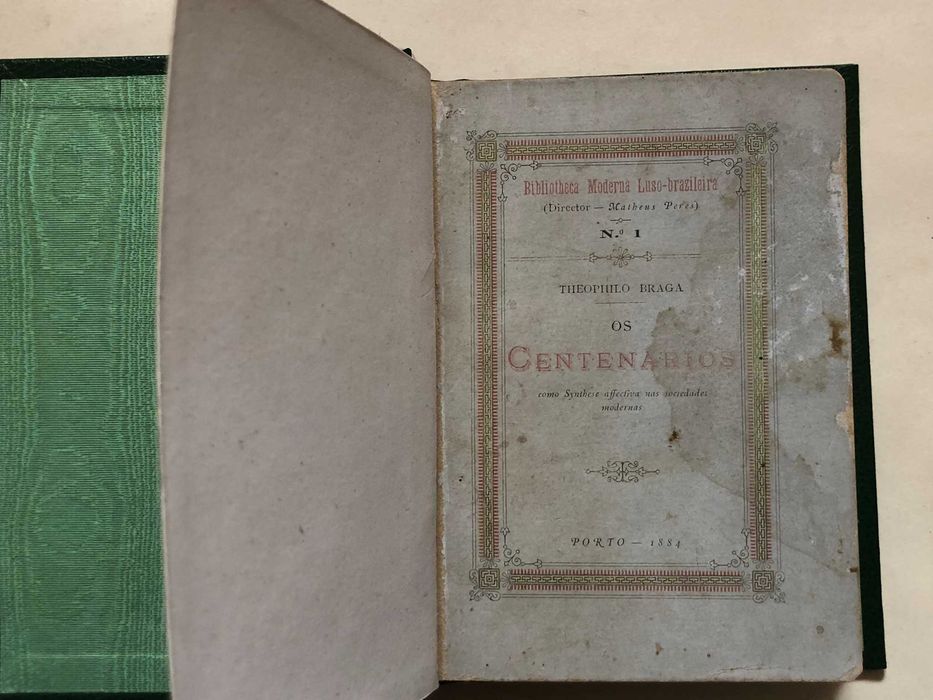 Bibliotheca Moderna Luso-brazileira
(Director — Matheus Peres)
N.º 1
THEOPHILO BRAGA
OS
CENTENARIOS
como Synthese affectiva nas sociedades
modernas
PORTO — 1884